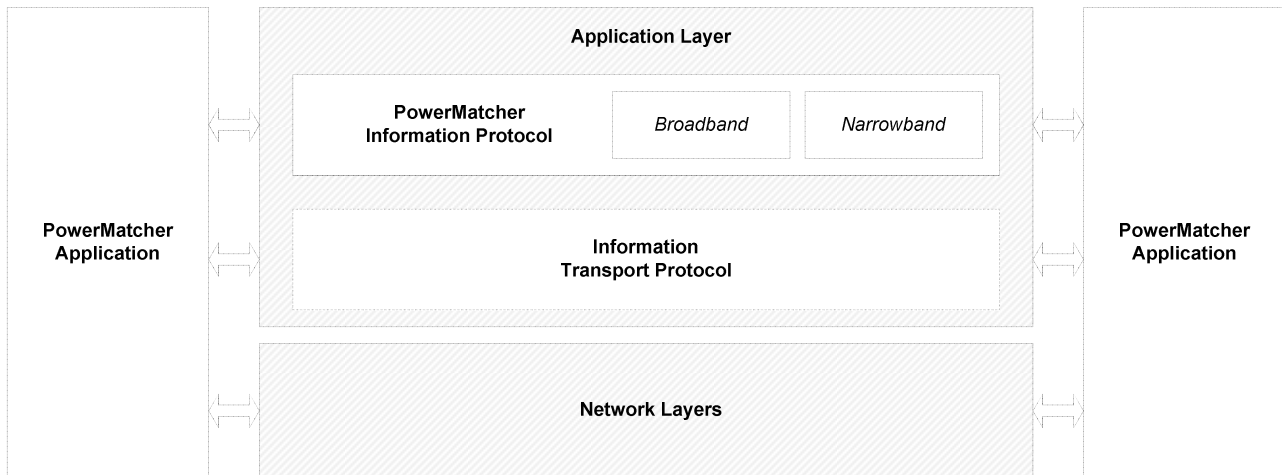 Application Layer
PowerMatcher
Information Protocol
Broadband
Narrowband
PowerMatcher
Application
Information
Transport Protocol
PowerMatcher
Application
Network Layers